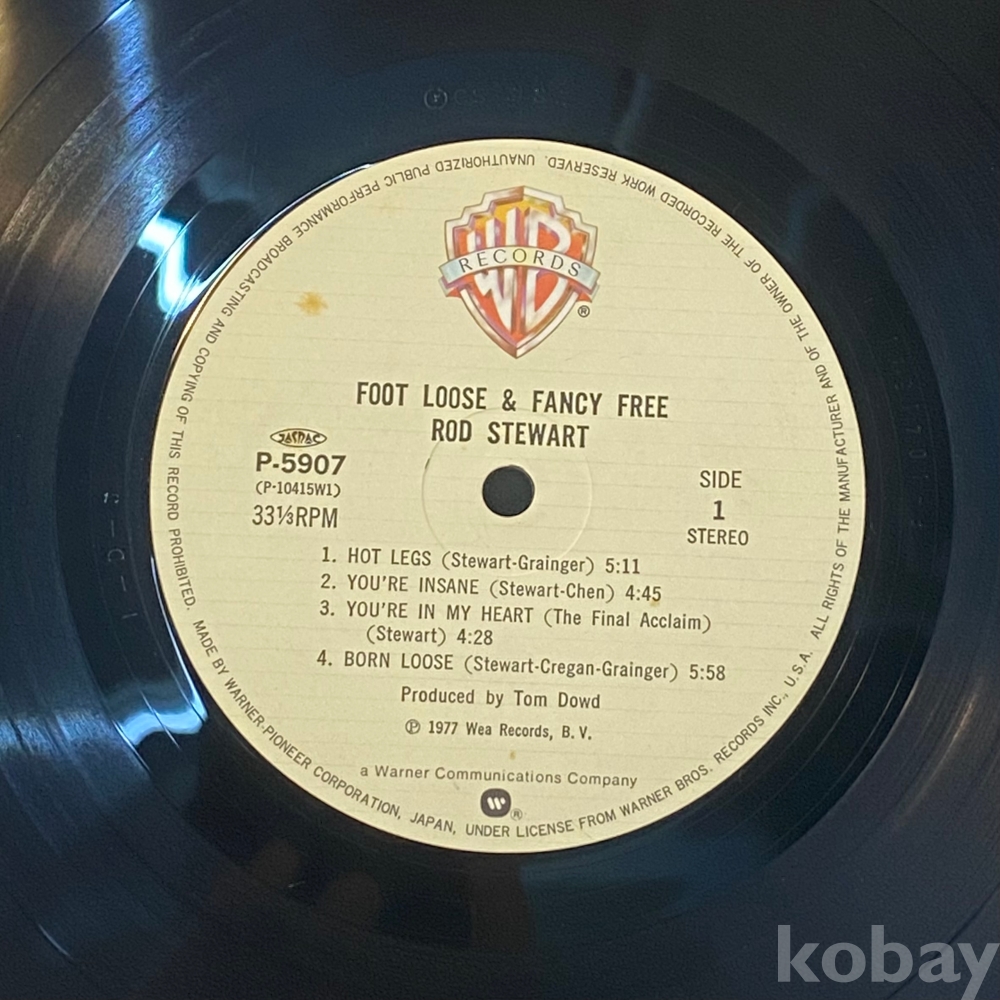 WB
RECORDS
®
FOOT LOOSE & FANCY FREE
ROD STEWART
JASRAC
P-5907
(P-10415W1)
33⅓RPM
SIDE
1
STEREO
1. HOT LEGS (Stewart-Grainger) 5:11
2. YOU'RE INSANE (Stewart-Chen) 4:45
3. YOU'RE IN MY HEART (The Final Acclaim)
(Stewart) 4:28
4. BORN LOOSE (Stewart-Cregan-Grainger) 5:58
Produced by Tom Dowd
℗ 1977 Wea Records, B. V.
a Warner Communications Company
W®
MADE BY WARNER-PIONEER CORPORATION, JAPAN, UNDER LICENSE FROM WARNER BROS. RECORDS INC., U.S.A. ALL RIGHTS OF THE MANUFACTURER AND OF THE OWNER OF THE RECORDED WORK RESERVED. UNAUTHORIZED PUBLIC PERFORMANCE BROADCASTING AND COPYING OF THIS RECORD PROHIBITED.
kobay